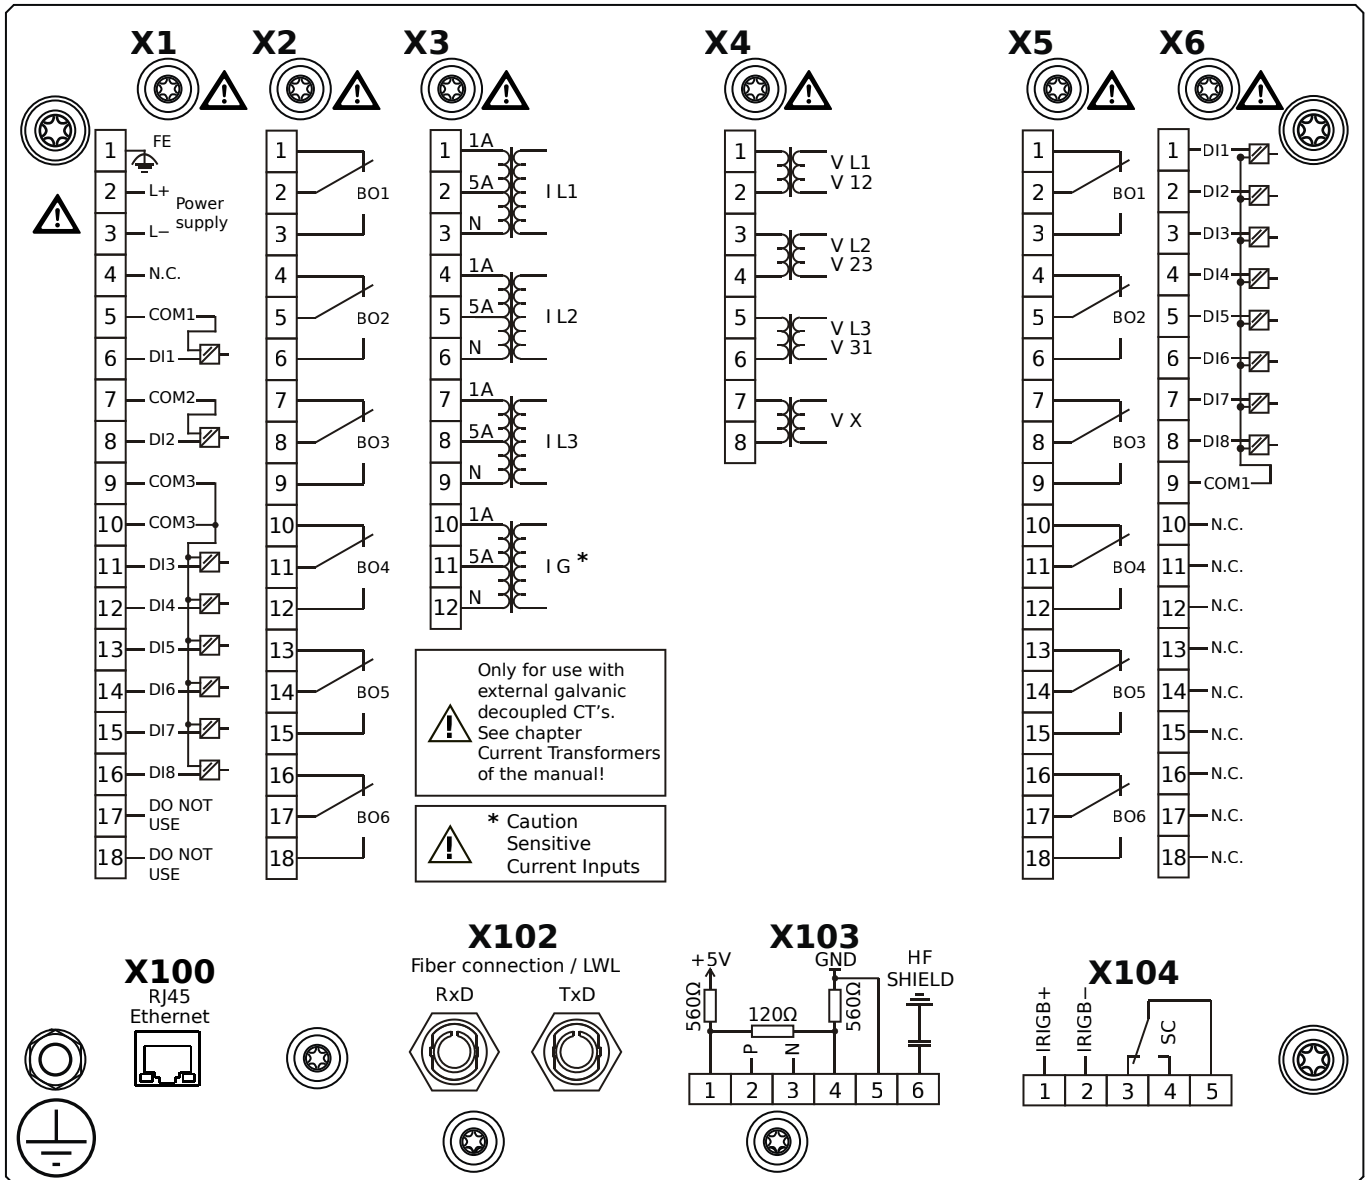 X1
X2
X3
X4
X5
X6
1 FE
2 L+ Power
3 L− supply
4 N.C.
5 COM1
6 DI1
7 COM2
8 DI2
9 COM3
10 COM3
11 DI3
12 DI4
13 DI5
14 DI6
15 DI7
16 DI8
17 DO NOT
USE
18 DO NOT
USE
1
2 BO1
3
4
5 BO2
6
7
8 BO3
9
10
11 BO4
12
13
14 BO5
15
16
17 BO6
18
1 1A
2 5A I L1
3 N
4 1A
5 5A I L2
6 N
7 1A
8 5A I L3
9 N
10 1A
11 5A I G *
12 N
Only for use with
external galvanic
decoupled CT's.
See chapter
Current Transformers
of the manual!
* Caution
Sensitive
Current Inputs
1 V L1
2 V 12
3 V L2
4 V 23
5 V L3
6 V 31
7 V X
8
1
2 BO1
3
4
5 BO2
6
7
8 BO3
9
10
11 BO4
12
13
14 BO5
15
16
17 BO6
18
1 DI1
2 DI2
3 DI3
4 DI4
5 DI5
6 DI6
7 DI7
8 DI8
9 COM1
10 N.C.
11 N.C.
12 N.C.
13 N.C.
14 N.C.
15 N.C.
16 N.C.
17 N.C.
18 N.C.
X100
RJ45
Ethernet
X102
Fiber connection / LWL
RxD TxD
X103
+5V GND HF
SHIELD
560Ω 120Ω 560Ω
P N
1 2 3 4 5 6
X104
IRIGB+ IRIGB− SC
1 2 3 4 5